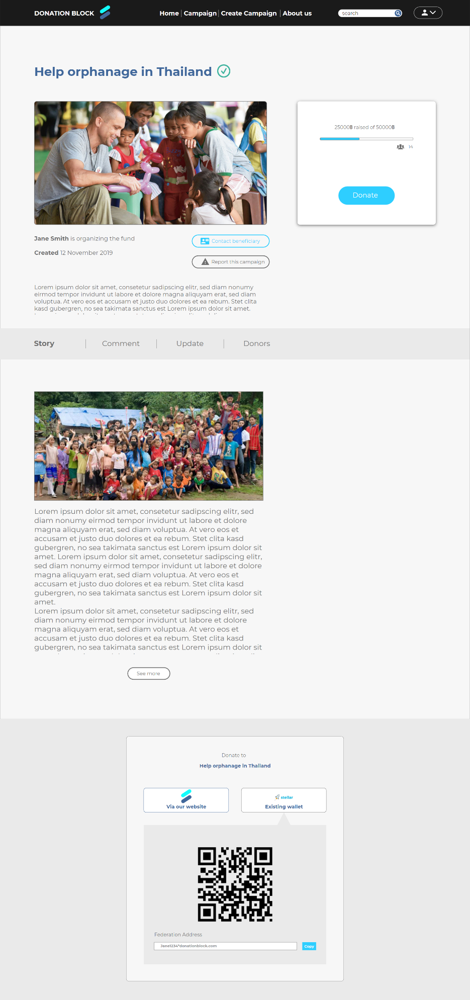 DONATION BLOCK
Home
Campaign
Create Campaign
About us
search
Help orphanage in Thailand
25000฿ raised of 50000฿
14
Donate
Jane Smith is organizing the fund
Created 12 November 2019
Contact beneficiary
Report this campaign
Lorem ipsum dolor sit amet, consetetur sadipscing elitr, sed diam nonumy
eirmod tempor invidunt ut labore et dolore magna aliquyam erat, sed diam
voluptua. At vero eos et accusam et justo duo dolores et ea rebum. Stet clita
kasd gubergren, no sea takimata sanctus est Lorem ipsum dolor sit amet.
Story
Comment
Update
Donors
Lorem ipsum dolor sit amet, consetetur sadipscing elitr, sed
diam nonumy eirmod tempor invidunt ut labore et dolore
magna aliquyam erat, sed diam voluptua. At vero eos et
accusam et justo duo dolores et ea rebum. Stet clita kasd
gubergren, no sea takimata sanctus est Lorem ipsum dolor sit
amet. Lorem ipsum dolor sit amet, consetetur sadipscing elitr,
sed diam nonumy eirmod tempor invidunt ut labore et dolore
magna aliquyam erat, sed diam voluptua. At vero eos et
accusam et justo duo dolores et ea rebum. Stet clita kasd
gubergren, no sea takimata sanctus est Lorem ipsum dolor sit
amet.
Lorem ipsum dolor sit amet, consetetur sadipscing elitr, sed
diam nonumy eirmod tempor invidunt ut labore et dolore
magna aliquyam erat, sed diam voluptua. At vero eos et
accusam et justo duo dolores et ea rebum. Stet clita kasd
gubergren, no sea takimata sanctus est Lorem ipsum dolor sit
See more
Donate to
Help orphanage in Thailand
Via our website
stellar
Existing wallet
Federation Address
Jane1234*donationblock.com
Copy